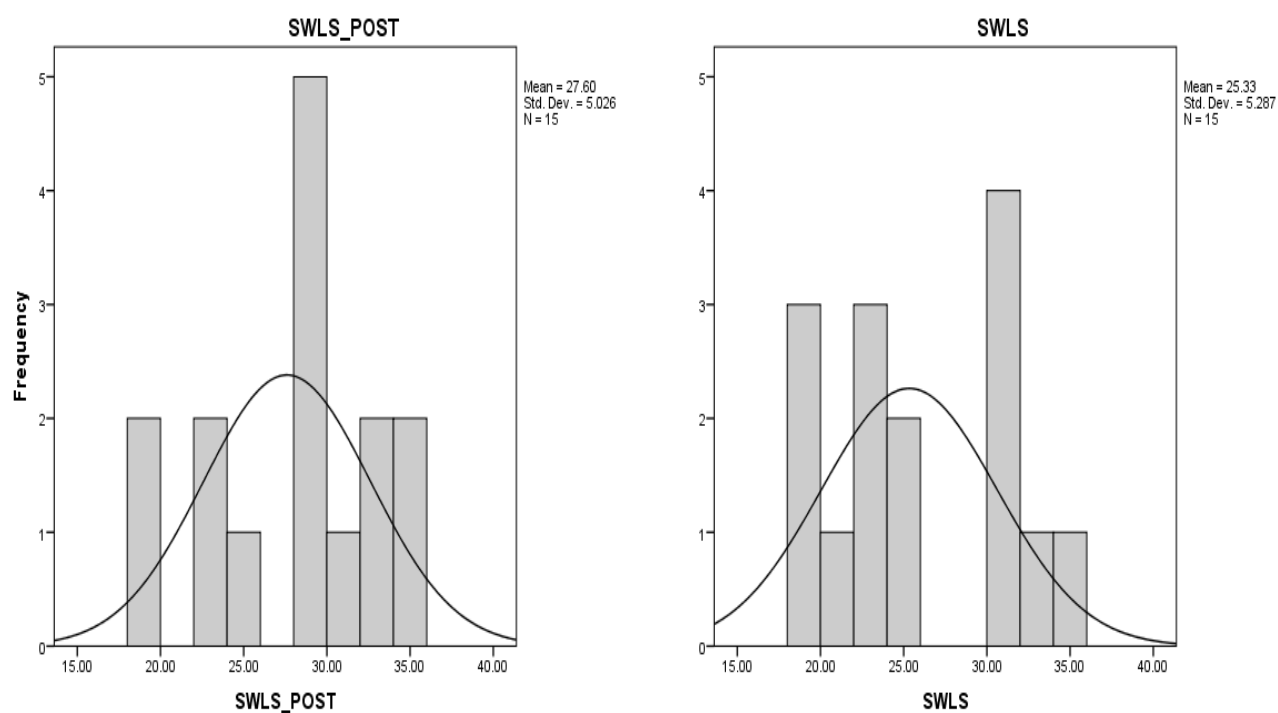 SWLS_POST
Mean = 27.60
Std. Dev. = 5.026
N = 15
Frequency
5
4
3
2
1
0
15.00 20.00 25.00 30.00 35.00 40.00
SWLS_POST
SWLS
Mean = 25.33
Std. Dev. = 5.287
N = 15
5
4
3
2
1
0
15.00 20.00 25.00 30.00 35.00 40.00
SWLS